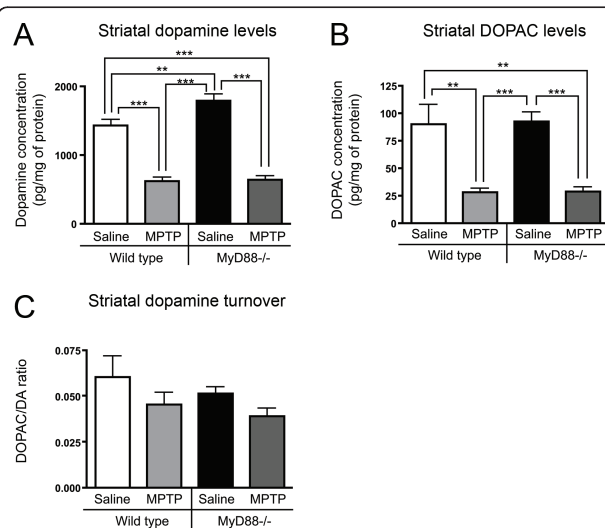 A
Striatal dopamine levels
Dopamine concentration
(pg/mg of protein)
2000
1000
0
***
**
***
***
***
Saline MPTP Saline MPTP
Wild type MyD88-/-
B
Striatal DOPAC levels
DOPAC concentration
(pg/mg of protein)
125
100
75
50
25
0
**
**
***
***
Saline MPTP Saline MPTP
Wild type MyD88-/-
C
Striatal dopamine turnover
DOPAC/DA ratio
0.075
0.050
0.025
0.000
Saline MPTP Saline MPTP
Wild type MyD88-/-